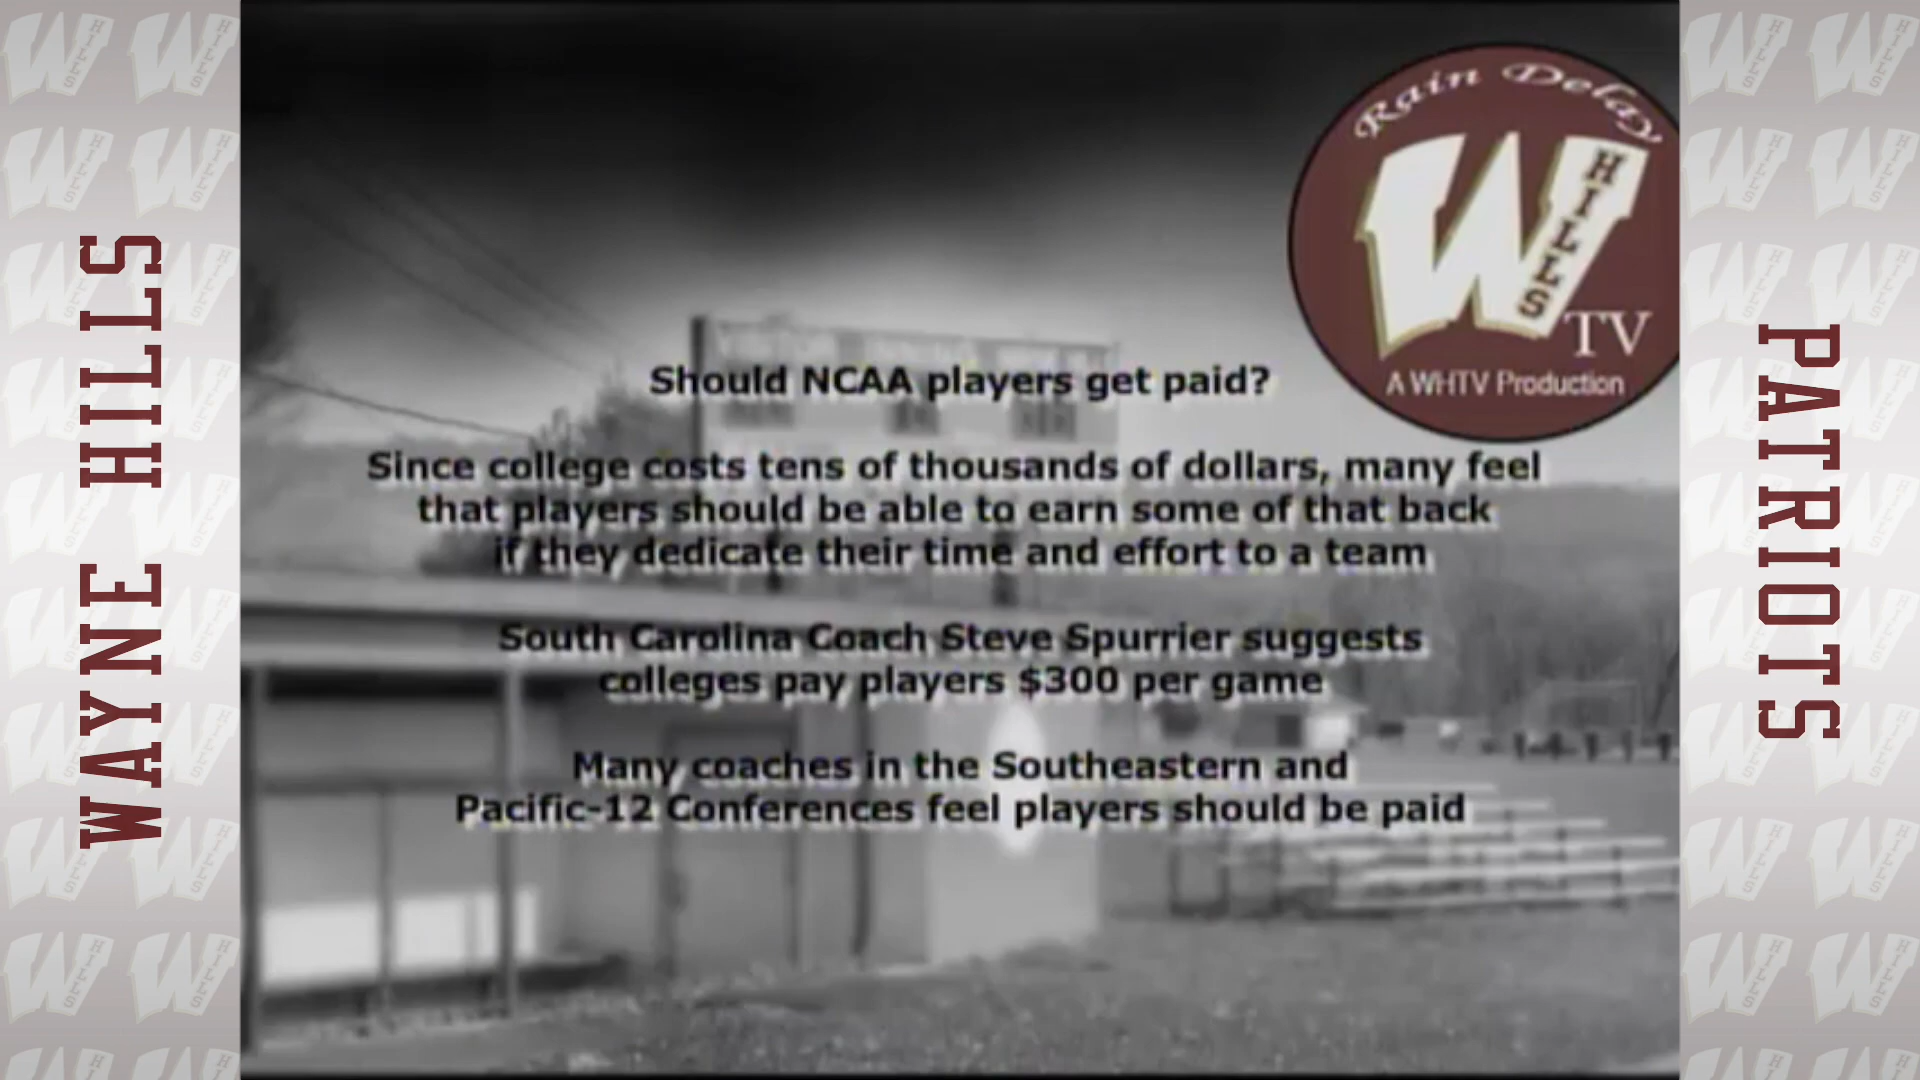 WAYNE HILLS
Rain Delay
W HILLS
TV
A WHTV Production
Should NCAA players get paid?
Since college costs tens of thousands of dollars, many feel
that players should be able to earn some of that back
if they dedicate their time and effort to a team
South Carolina Coach Steve Spurrier suggests
colleges pay players $300 per game
Many coaches in the Southeastern and
Pacific-12 Conferences feel players should be paid
PATRIOTS